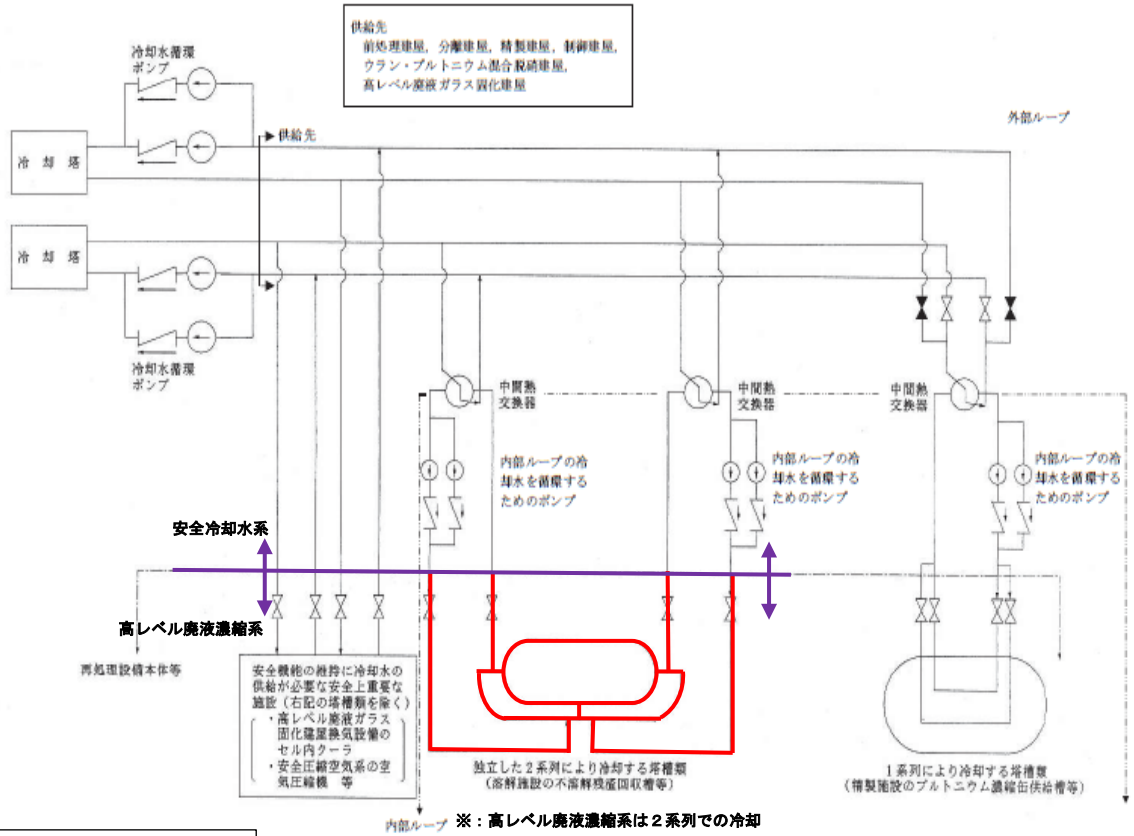 供給先
前処理建屋，分離建屋，精製建屋，制御建屋，
ウラン・プルトニウム混合脱硝建屋，
高レベル廃液ガラス固化建屋
冷却水循環
ポンプ
外部ループ
供給先
冷却塔
冷却塔
冷却水循環
ポンプ
中間熱
交換器
中間熱
交換器
中間熱
交換器
内部ループの冷
却水を循環する
ためのポンプ
内部ループの冷
却水を循環する
ためのポンプ
内部ループの冷
却水を循環する
ためのポンプ
安全冷却水系
高レベル廃液濃縮系
再処理設備本体等
安全機能の維持に冷却水の
供給が必要な安全上重要な
施設（右記の塔槽類を除く）
・高レベル廃液ガラス
固化建屋換気設備の
セル内クーラ
・安全圧縮空気系の空
気圧縮機 等
独立した２系列により冷却する塔槽類
（溶解施設の不溶解残渣回収槽等）
１系列により冷却する塔槽類
（精製施設のプルトニウム濃縮缶供給槽等）
内部ループ
※：高レベル廃液濃縮系は２系列での冷却